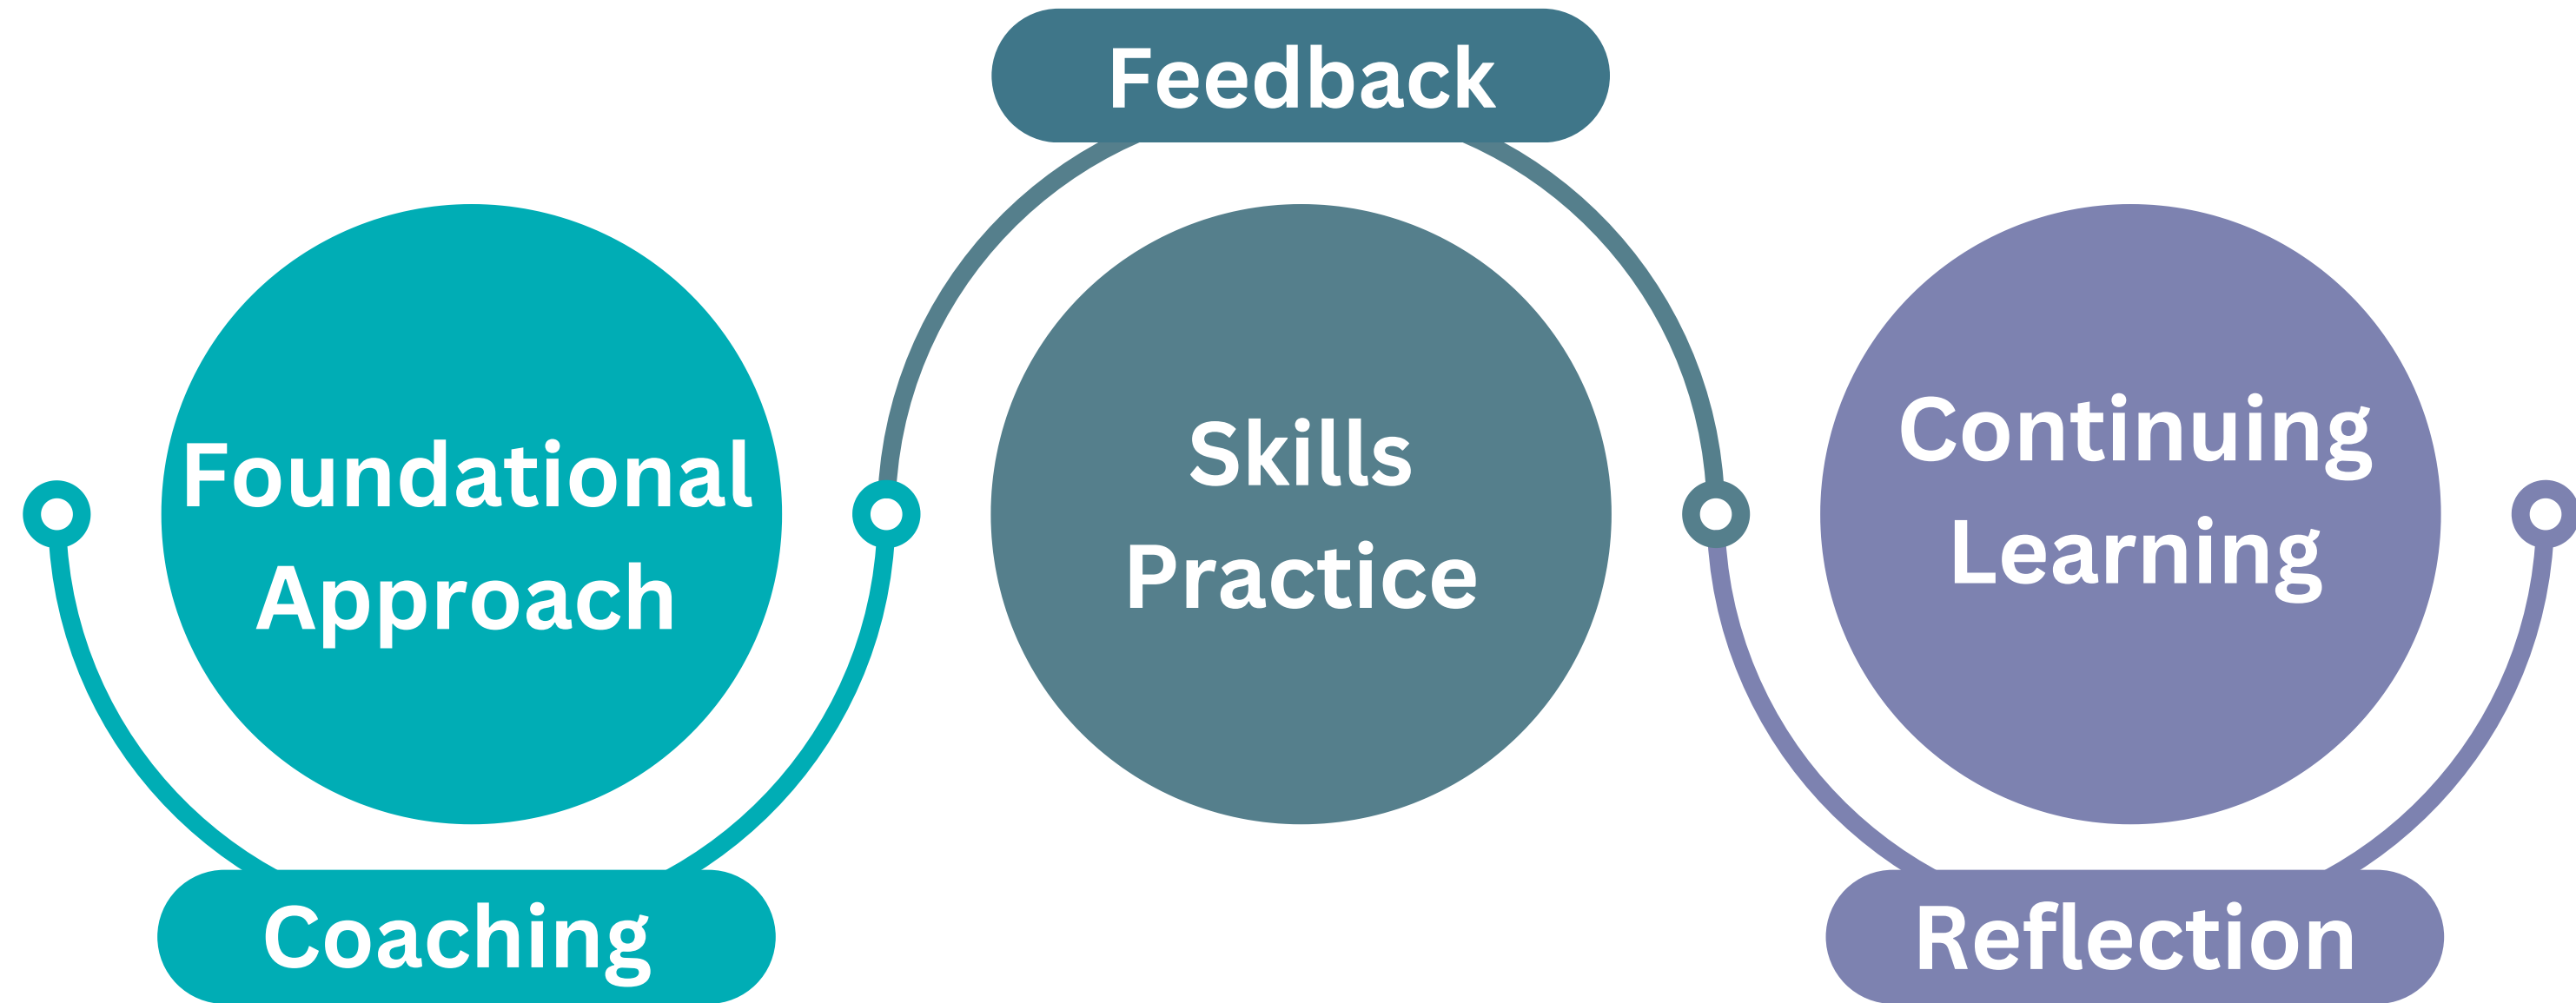 Feedback
Foundational
Approach
Skills
Practice
Continuing
Learning
Coaching
Reflection